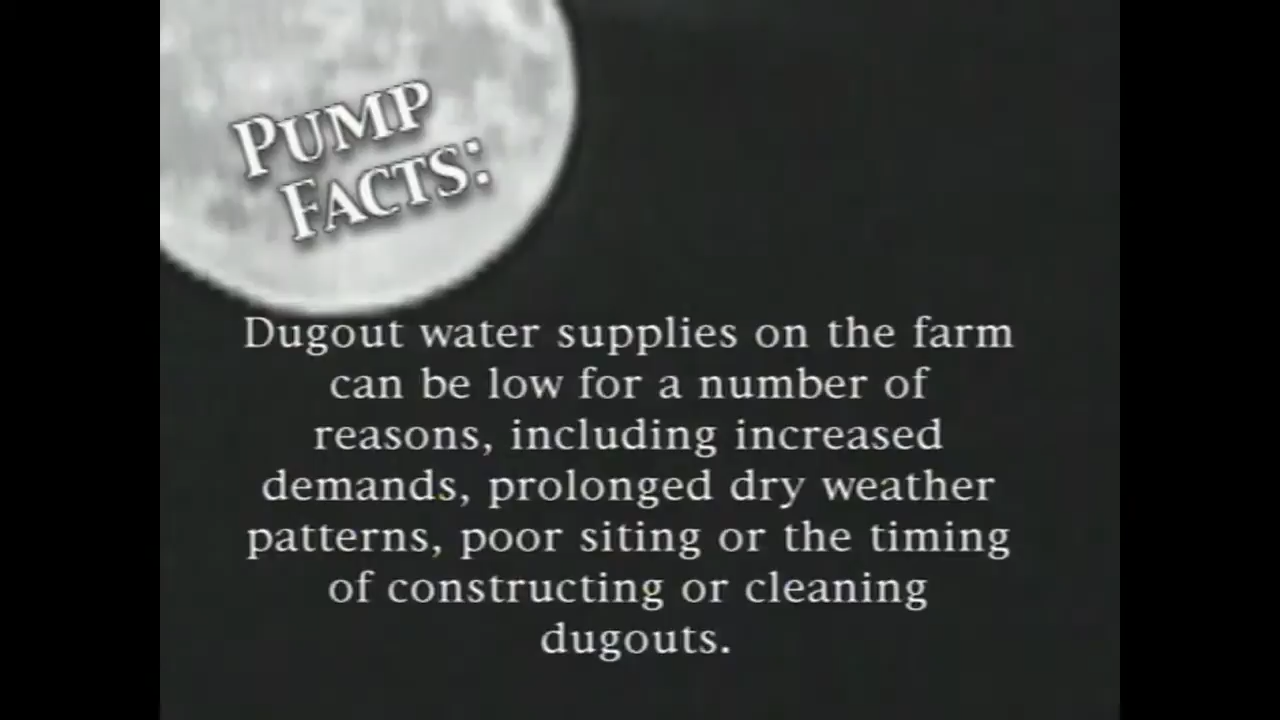 PUMP
FACTS:
Dugout water supplies on the farm
can be low for a number of
reasons, including increased
demands, prolonged dry weather
patterns, poor siting or the timing
of constructing or cleaning
dugouts.